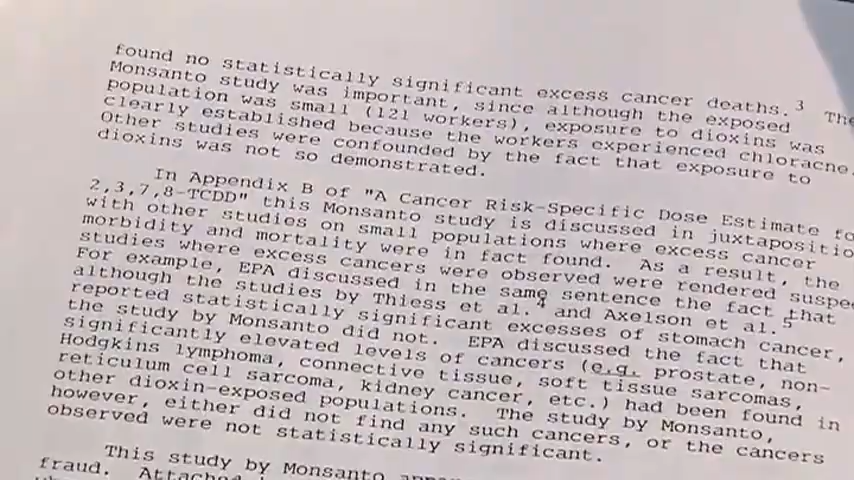 found no statistically significant excess cancer deaths.3 The
Monsanto study was important, since although the exposed
population was small (121 workers), exposure to dioxins was
clearly established because the workers experienced chloracne.
Other studies were confounded by the fact that exposure to
dioxins was not so demonstrated.
In Appendix B of "A Cancer Risk-Specific Dose Estimate fo
2,3,7,8-TCDD" this Monsanto study is discussed in juxtapositio
with other studies on small populations where excess cancer
morbidity and mortality were in fact found. As a result, the
studies where excess cancers were observed were rendered suspe
For example, EPA discussed in the same sentence the fact that
although the studies by Thiess et al.4 and Axelson et al.5
reported statistically significant excesses of stomach cancer,
the study by Monsanto did not. EPA discussed the fact that
significantly elevated levels of cancers (e.g. prostate, non-
Hodgkins lymphoma, connective tissue, soft tissue sarcomas,
reticulum cell sarcoma, kidney cancer, etc.) had been found in
other dioxin-exposed populations. The study by Monsanto,
however, either did not find any such cancers, or the cancers
observed were not statistically significant.
This study by Monsanto
fraud. Attached